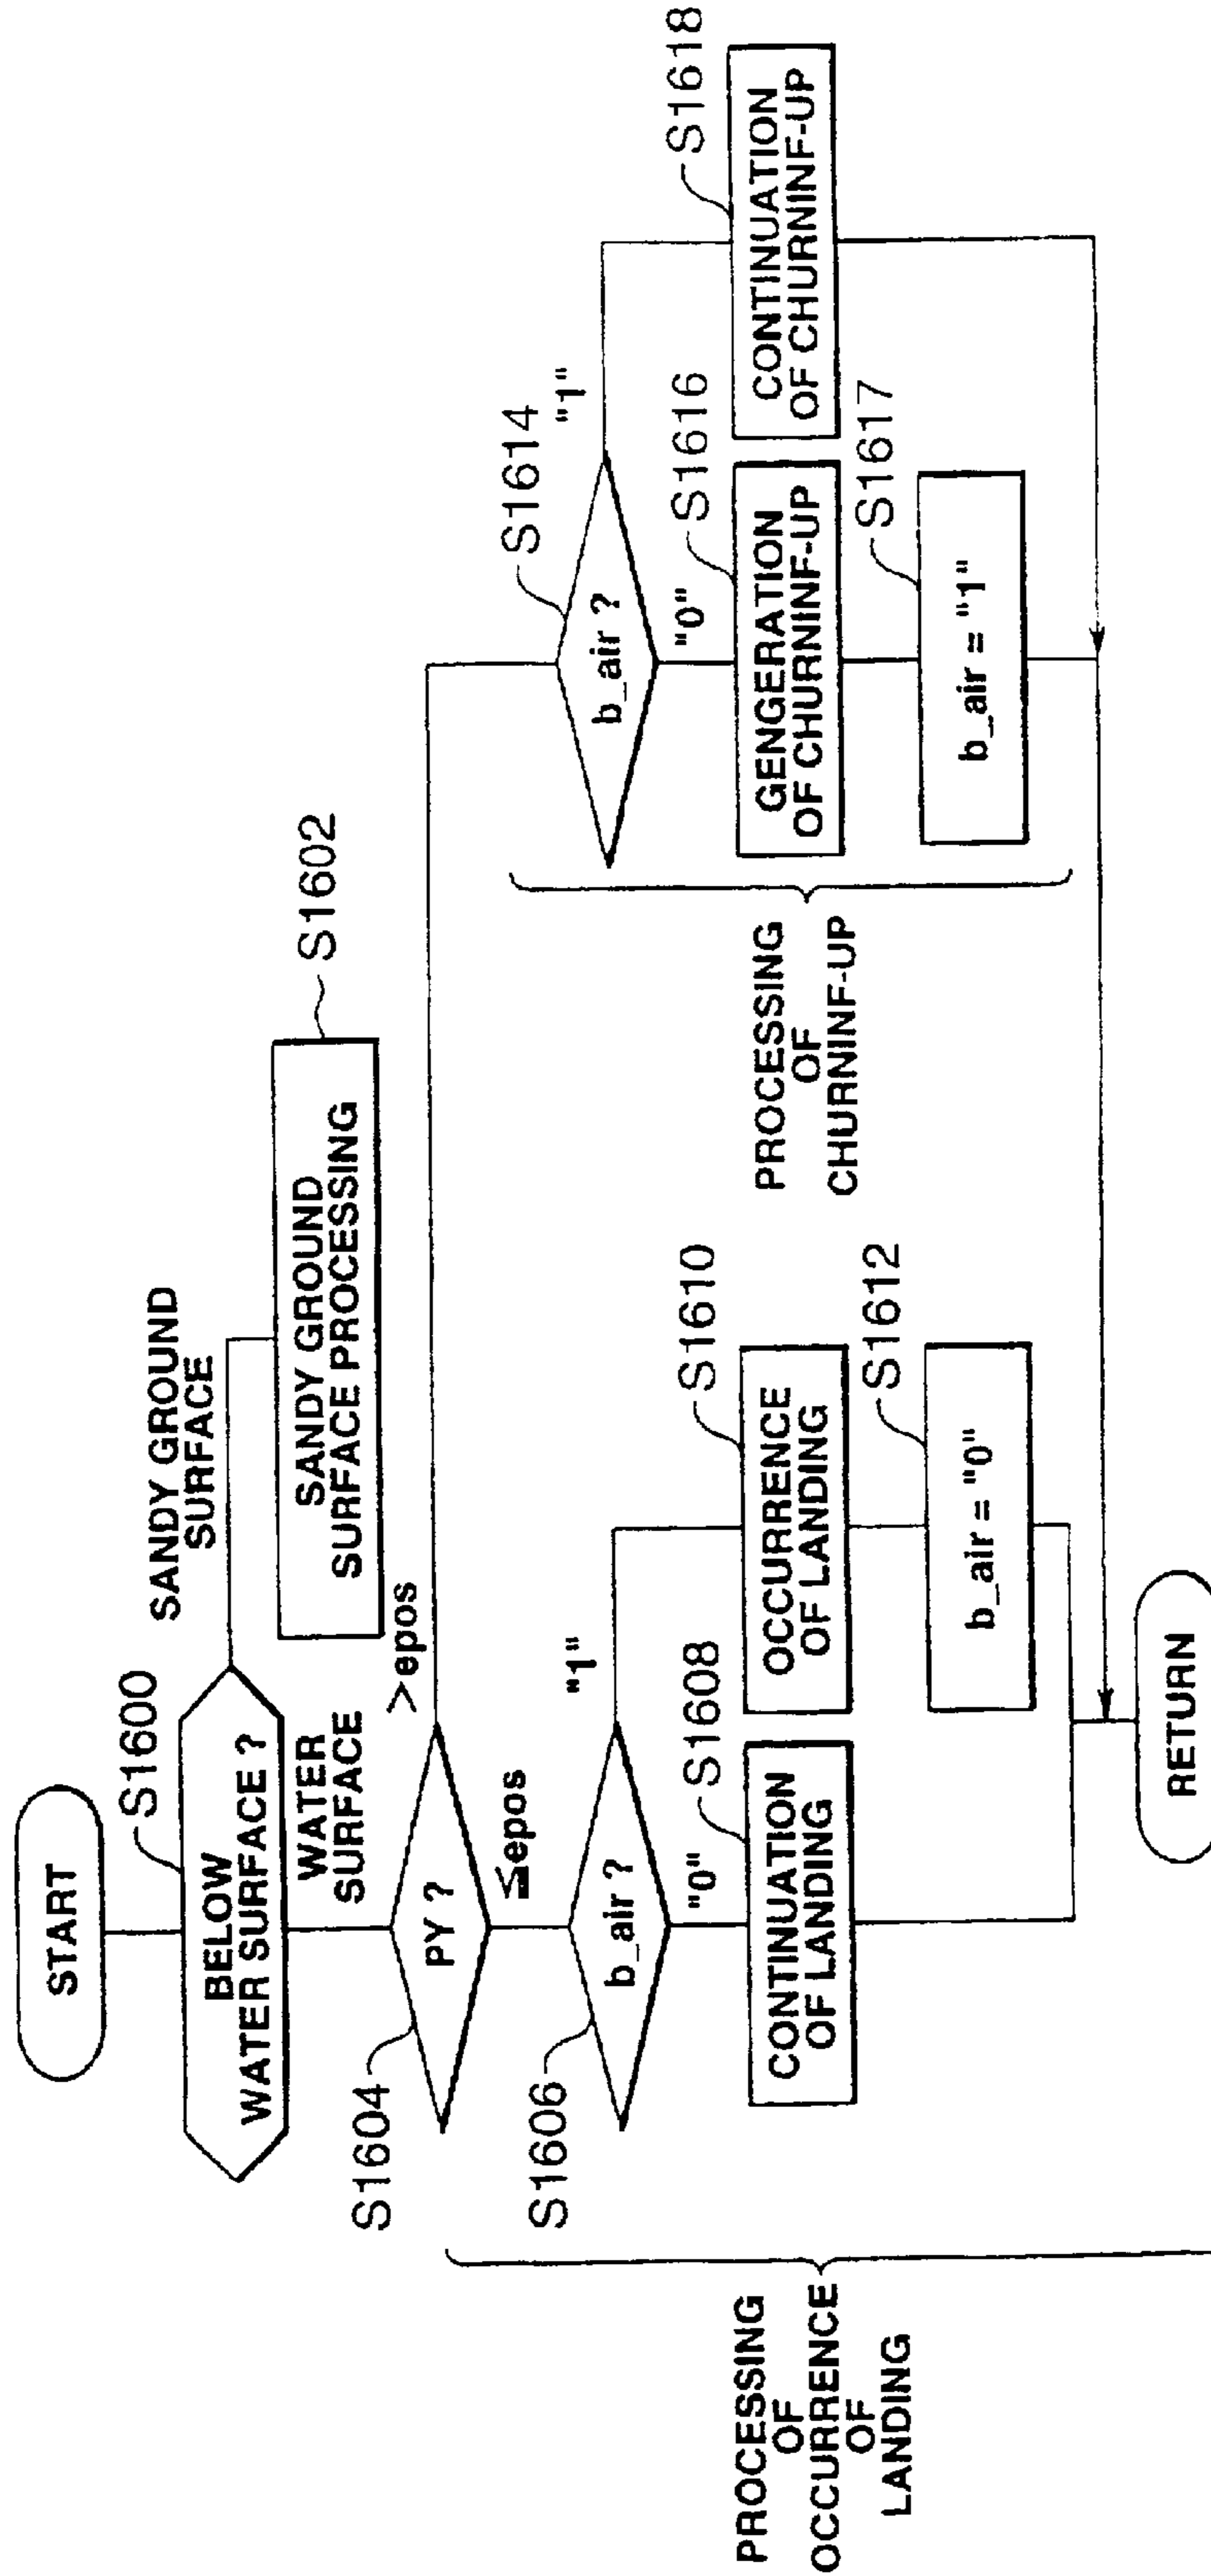 START
S1600
BELOW
WATER SURFACE ?
SANDY GROUND
SURFACE
S1602
SANDY GROUND
SURFACE PROCESSING
WATER
SURFACE
S1604
PY ?
>epos
≦epos
S1606
b_air ?
"1"
"0"
S1608
CONTINUATION
OF LANDING
S1610
OCCURRENCE
OF LANDING
S1612
b_air = "0"
PROCESSING
OF
OCCURRENCE
OF
LANDING
S1614
b_air ?
"1"
"0"
S1616
GENGERATION
OF CHURNINF-UP
S1618
CONTINUATION
OF CHURNINF-UP
S1617
b_air = "1"
PROCESSING
OF
CHURNINF-UP
RETURN